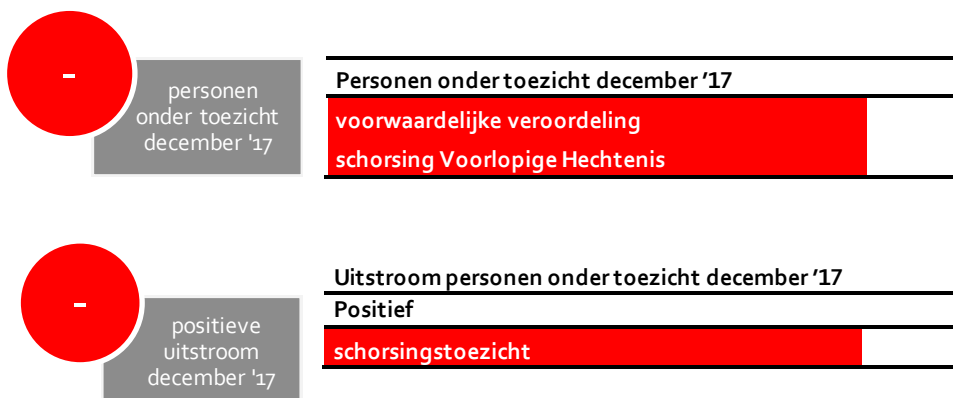 -
personen
onder toezicht
december '17
Personen onder toezicht december '17
voorwaardelijke veroordeling
schorsing Voorlopige Hechtenis
-
positieve
uitstroom
december '17
Uitstroom personen onder toezicht december '17
Positief
schorsingstoezicht